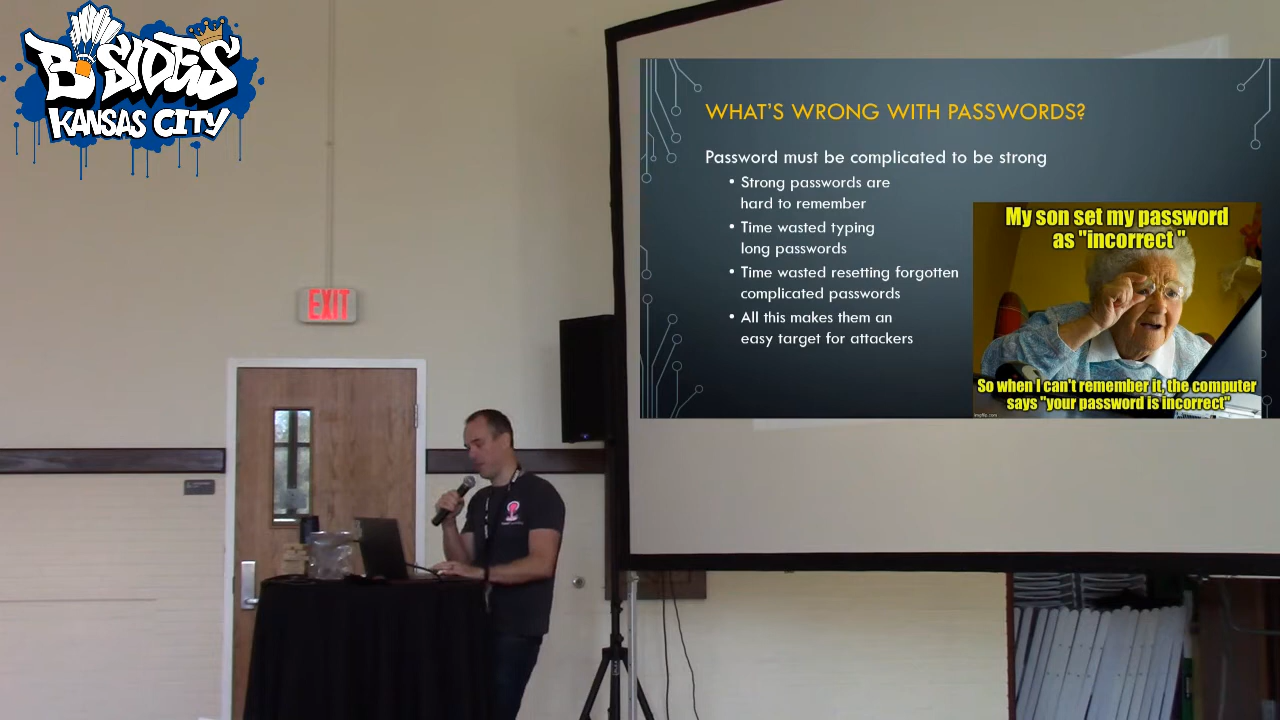 B·SIDES
KANSAS CITY
WHAT'S WRONG WITH PASSWORDS?
Password must be complicated to be strong
• Strong passwords are
hard to remember
• Time wasted typing
long passwords
• Time wasted resetting forgotten
complicated passwords
• All this makes them an
easy target for attackers
My son set my password
as "incorrect "
So when I can't remember it, the computer
says "your password is incorrect"
imgflip.com
EXIT